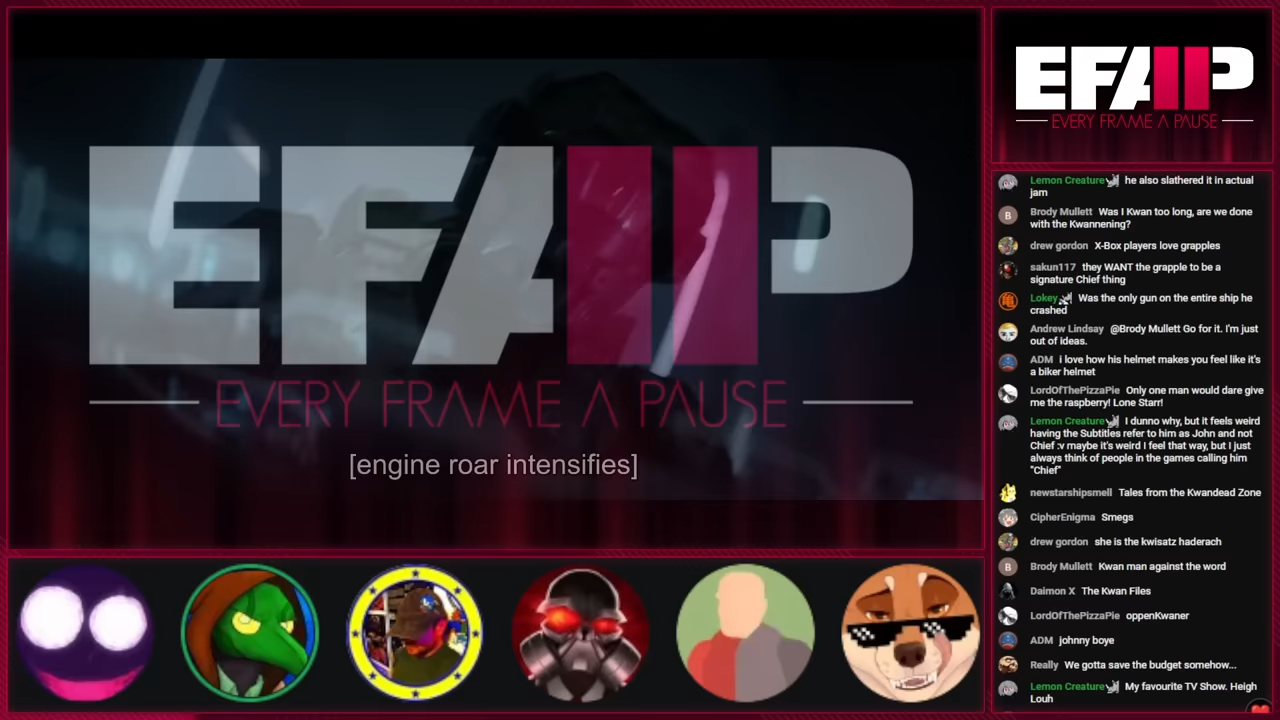 EFAP
EVERY FRAME A PAUSE
[engine roar intensifies]
EFAP
EVERY FRAME A PAUSE
Lemon Creature he also slathered it in actual
jam
B
Brody Mullett Was I Kwan too long, are we done
with the Kwannening?
drew gordon X-Box players love grapples
sakun117 they WANT the grapple to be a
signature Chief thing
Lokey Was the only gun on the entire ship he
crashed
Andrew Lindsay @Brody Mullett Go for it. I'm just
out of ideas.
ADM i love how his helmet makes you feel like it's
a biker helmet
LordOfThePizzaPie Only one man would dare give
me the raspberry! Lone Starr!
Lemon Creature I dunno why, but it feels weird
having the Subtitles refer to him as John and not
Chief :v maybe it's weird I feel that way, but I just
always think of people in the games calling him
"Chief"
newstarshipsmell Tales from the Kwandead Zone
CipherEnigma Smegs
drew gordon she is the kwisatz haderach
B
Brody Mullett Kwan man against the word
Daimon X The Kwan Files
LordOfThePizzaPie oppenKwaner
ADM johnny boye
Really We gotta save the budget somehow...
Lemon Creature My favourite TV Show. Heigh
Louh